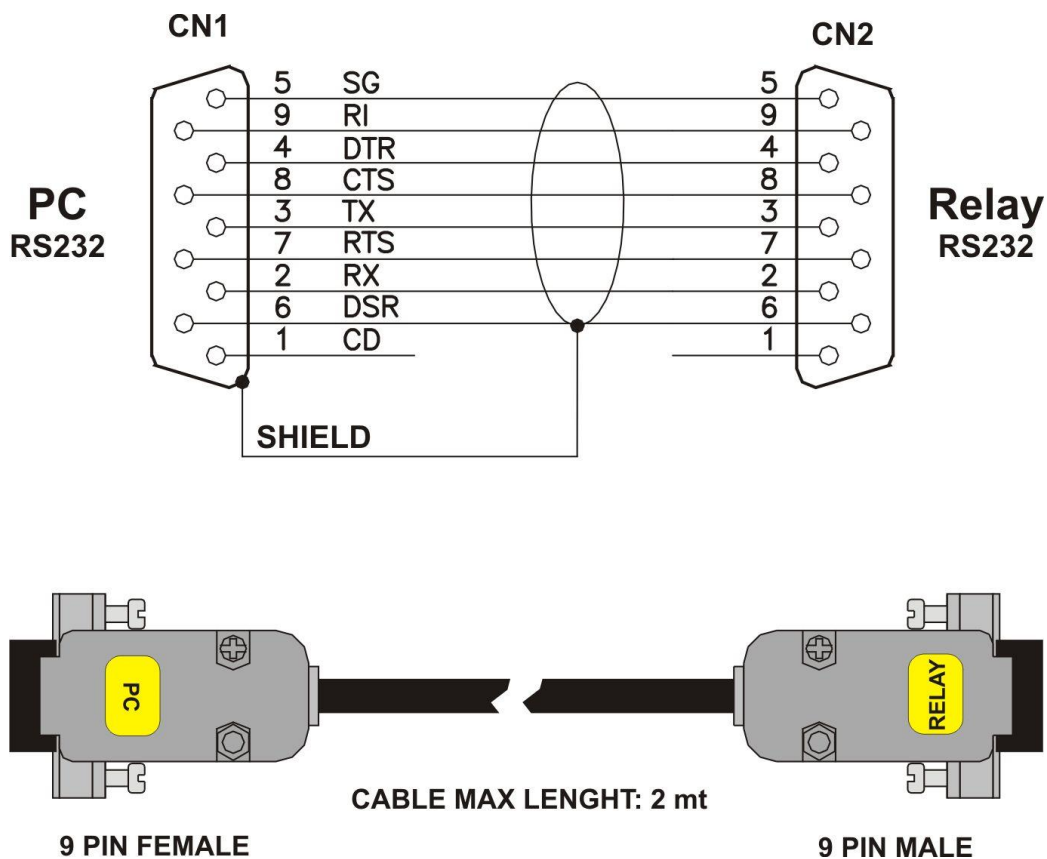 CN1
CN2
5 SG 5
9 RI 9
4 DTR 4
8 CTS 8
PC
3 TX 3
Relay
RS232
7 RTS 7
RS232
2 RX 2
6 DSR 6
1 CD 1
SHIELD
PC
RELAY
CABLE MAX LENGHT: 2 mt
9 PIN FEMALE
9 PIN MALE